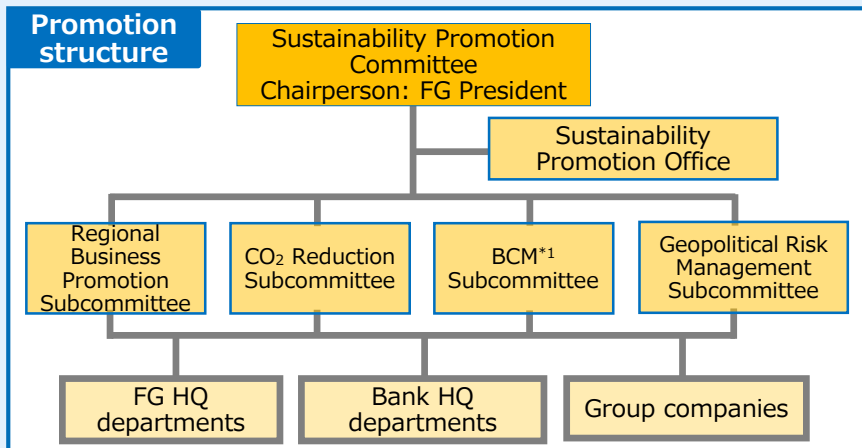 Promotion
structure
Sustainability Promotion
Committee
Chairperson: FG President
Sustainability
Promotion Office
Regional
Business
Promotion
Subcommittee
CO₂ Reduction
Subcommittee
BCM*1
Subcommittee
Geopolitical Risk
Management
Subcommittee
FG HQ
departments
Bank HQ
departments
Group companies